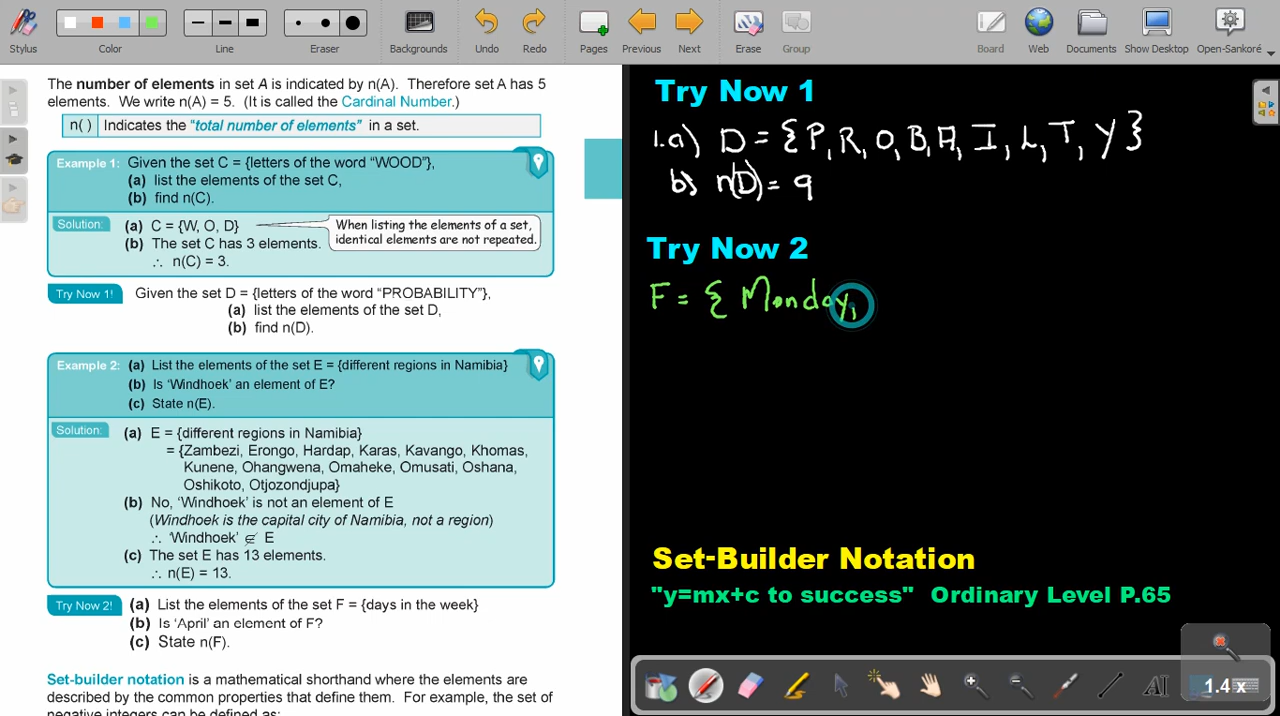 Stylus
Color
Line
Eraser
Backgrounds
Undo
Redo
Pages
Previous
Next
Erase
Group
Board
Web
Documents
Show Desktop
Open-Sankoré
The number of elements in set A is indicated by n(A). Therefore set A has 5
elements. We write n(A) = 5. (It is called the Cardinal Number.)
n( ) Indicates the “total number of elements” in a set.
Example 1: Given the set C = {letters of the word “WOOD”},
(a) list the elements of the set C,
(b) find n(C).
Solution:
(a) C = {W, O, D}
When listing the elements of a set,
identical elements are not repeated.
(b) The set C has 3 elements.
∴ n(C) = 3.
Try Now 1! Given the set D = {letters of the word “PROBABILITY”},
(a) list the elements of the set D,
(b) find n(D).
Example 2: (a) List the elements of the set E = {different regions in Namibia}
(b) Is ‘Windhoek’ an element of E?
(c) State n(E).
Solution:
(a) E = {different regions in Namibia}
= {Zambezi, Erongo, Hardap, Karas, Kavango, Khomas,
Kunene, Ohangwena, Omaheke, Omusati, Oshana,
Oshikoto, Otjozondjupa}
(b) No, ‘Windhoek’ is not an element of E
(Windhoek is the capital city of Namibia, not a region)
∴ ‘Windhoek’ ∉ E
(c) The set E has 13 elements.
∴ n(E) = 13.
Try Now 2! (a) List the elements of the set F = {days in the week}
(b) Is ‘April’ an element of F?
(c) State n(F).
Set-builder notation is a mathematical shorthand where the elements are
described by the common properties that define them. For example, the set of
negative integers can be defined as:
Try Now 1
1.a) D = {P, R, O, B, A, I, L, T, Y}
b) n(D) = 9
Try Now 2
F = { Monday,
Set-Builder Notation
"y=mx+c to success" Ordinary Level P.65
1.4 x